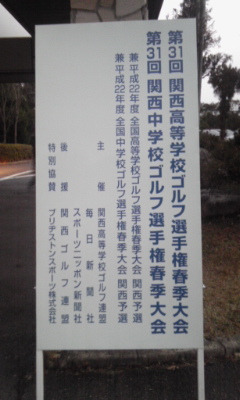 第31回 関西高等学校ゴルフ選手権春季大会
第31回 関西中学校ゴルフ選手権春季大会
兼平成22年度 全国高等学校ゴルフ選手権春季大会 関西予選
兼平成22年度 全国中学校ゴルフ選手権春季大会 関西予選
主催 関西高等学校ゴルフ連盟
毎日新聞社
スポーツニッポン新聞社
後援 関西ゴルフ連盟
特別協賛 ブリヂストンスポーツ株式会社